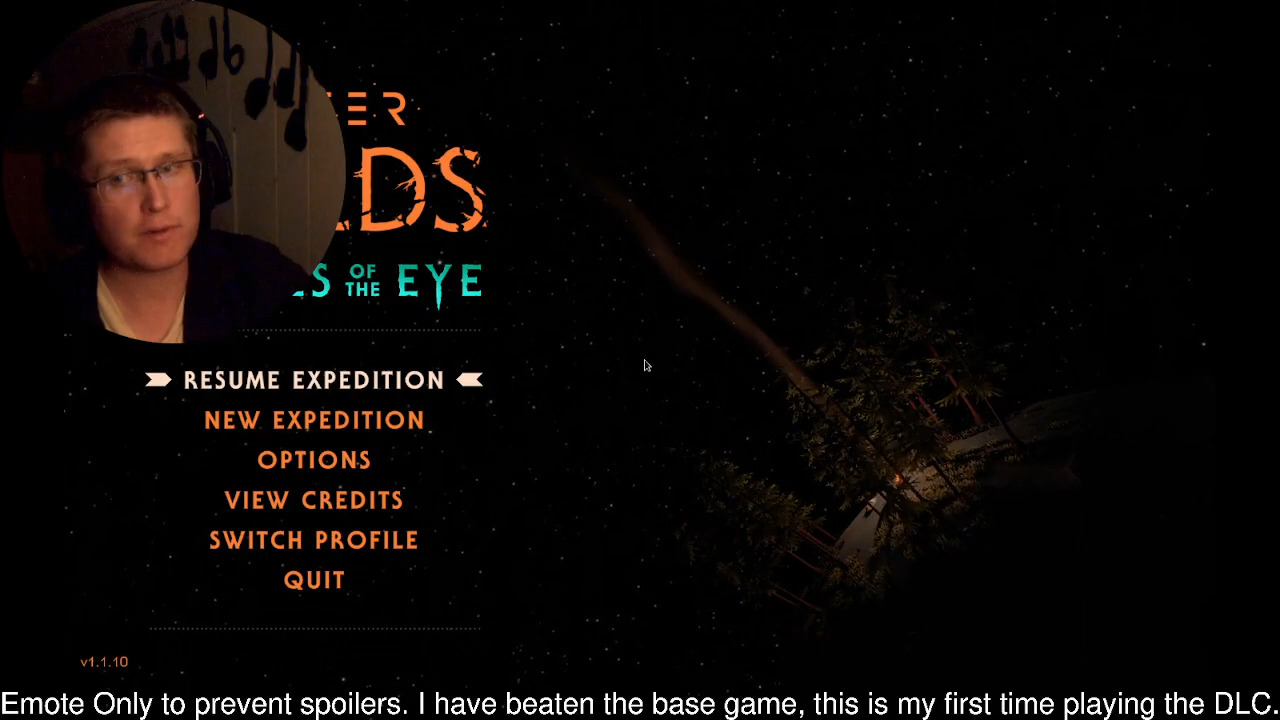 ER
DS
S OF THE EYE
RESUME EXPEDITION
NEW EXPEDITION
OPTIONS
VIEW CREDITS
SWITCH PROFILE
QUIT
v1.1.10
Emote Only to prevent spoilers. I have beaten the base game, this is my first time playing the DLC.